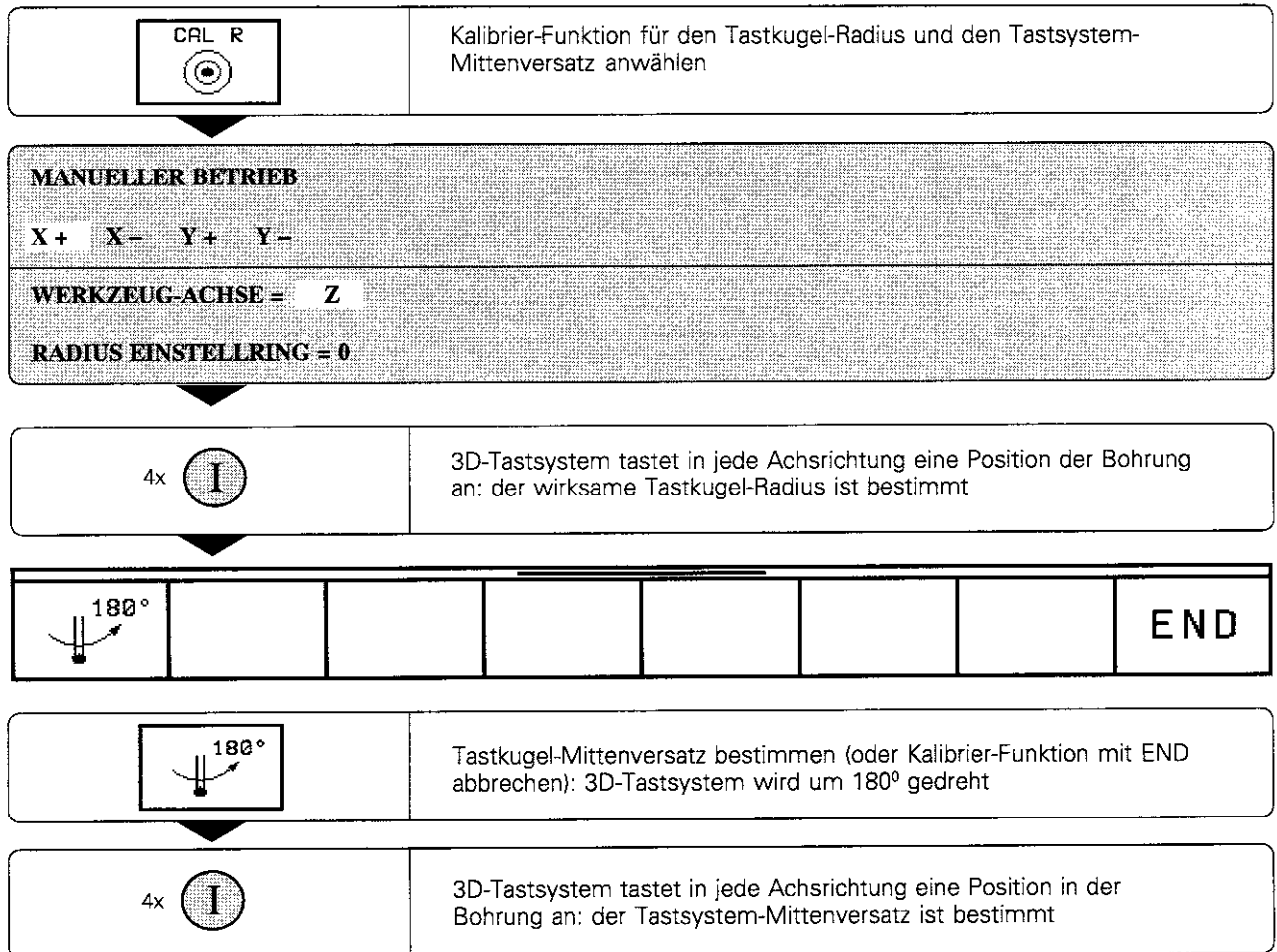 CAL R
Kalibrier-Funktion für den Tastkugel-Radius und den Tastsystem-
Mittenversatz anwählen
MANUELLER BETRIEB
X + X – Y + Y –
WERKZEUG-ACHSE = Z
RADIUS EINSTELLRING = 0
4x I
3D-Tastsystem tastet in jede Achsrichtung eine Position der Bohrung
an: der wirksame Tastkugel-Radius ist bestimmt
180°
END
180°
Tastkugel-Mittenversatz bestimmen (oder Kalibrier-Funktion mit END
abbrechen): 3D-Tastsystem wird um 180º gedreht
4x I
3D-Tastsystem tastet in jede Achsrichtung eine Position in der
Bohrung an: der Tastsystem-Mittenversatz ist bestimmt